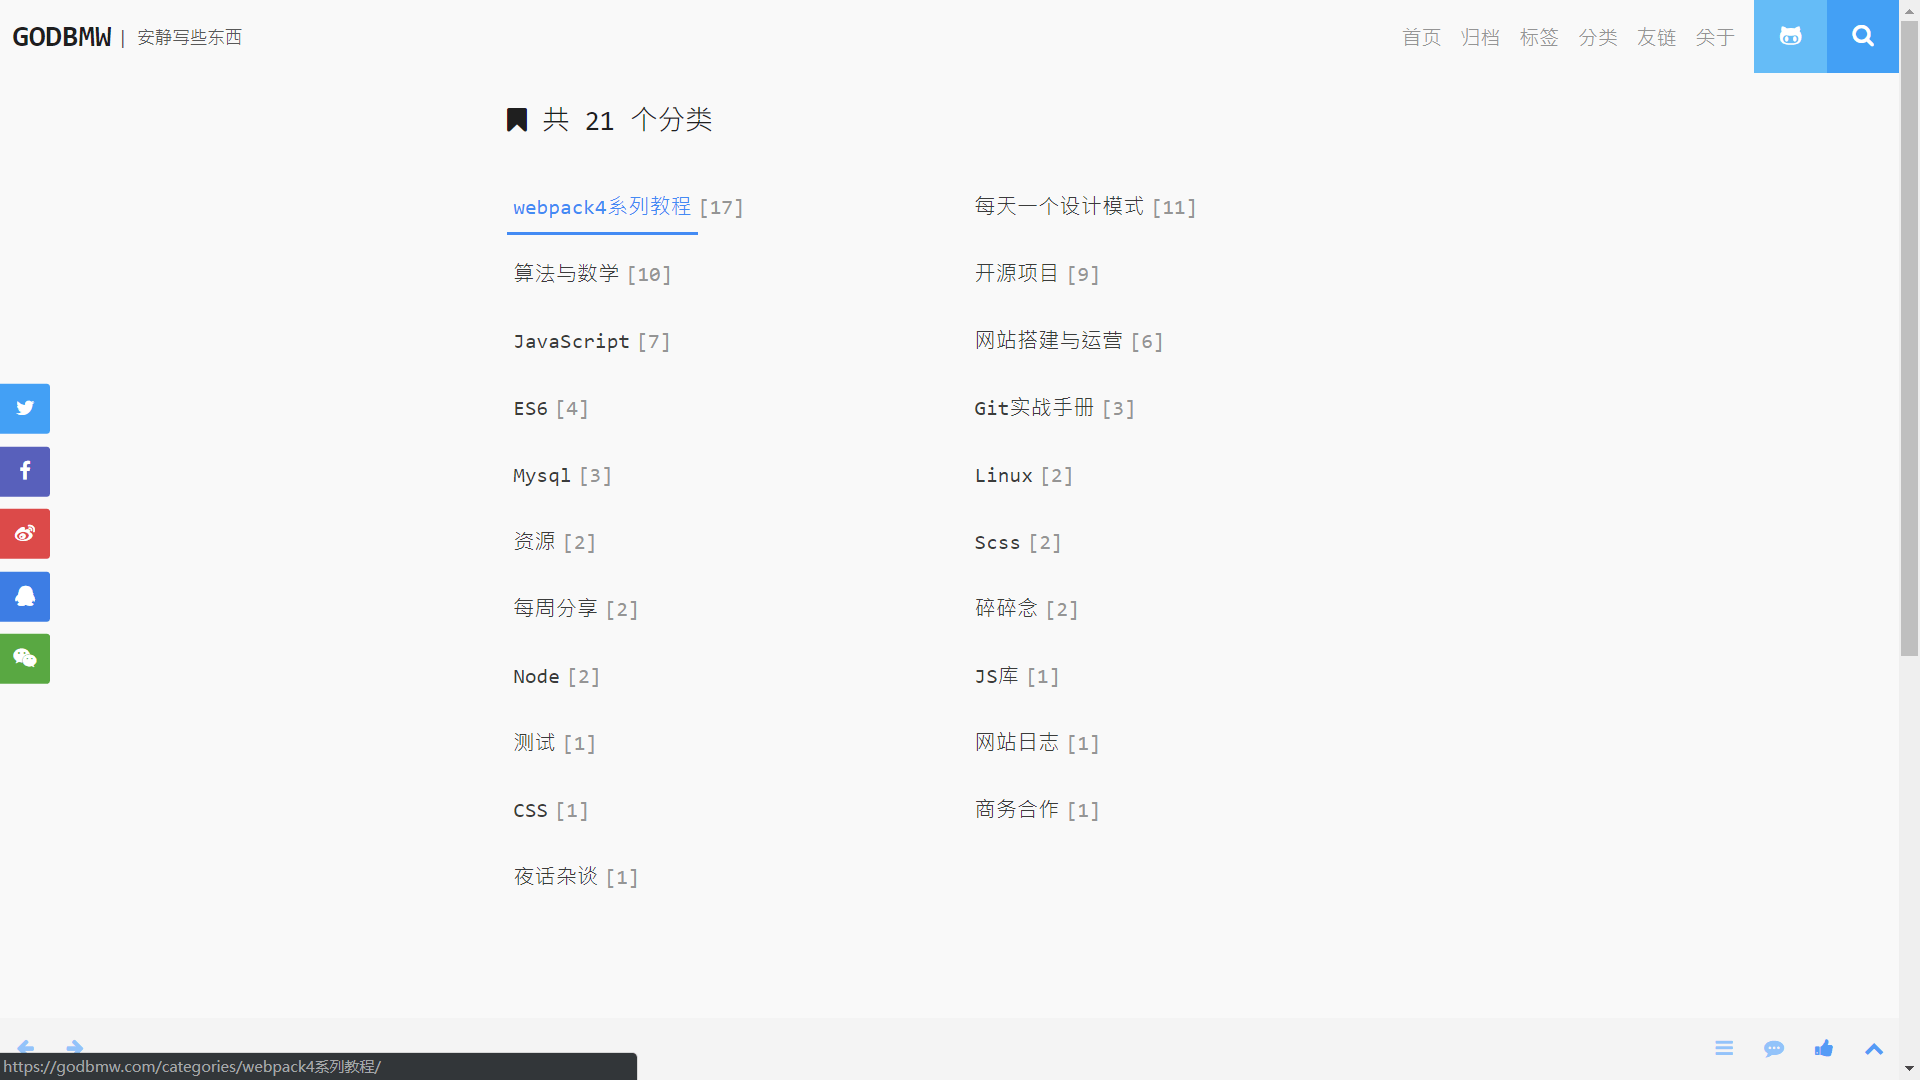 GODBMW | 安静写些东西 首页 归档 标签 分类 友链 关于
共 21 个分类
webpack4系列教程 [17] 每天一个设计模式 [11]
算法与数学 [10] 开源项目 [9]
JavaScript [7] 网站搭建与运营 [6]
ES6 [4] Git实战手册 [3]
Mysql [3] Linux [2]
资源 [2] Scss [2]
每周分享 [2] 碎碎念 [2]
Node [2] JS库 [1]
测试 [1] 网站日志 [1]
CSS [1] 商务合作 [1]
夜话杂谈 [1]
https://godbmw.com/categories/webpack4系列教程/